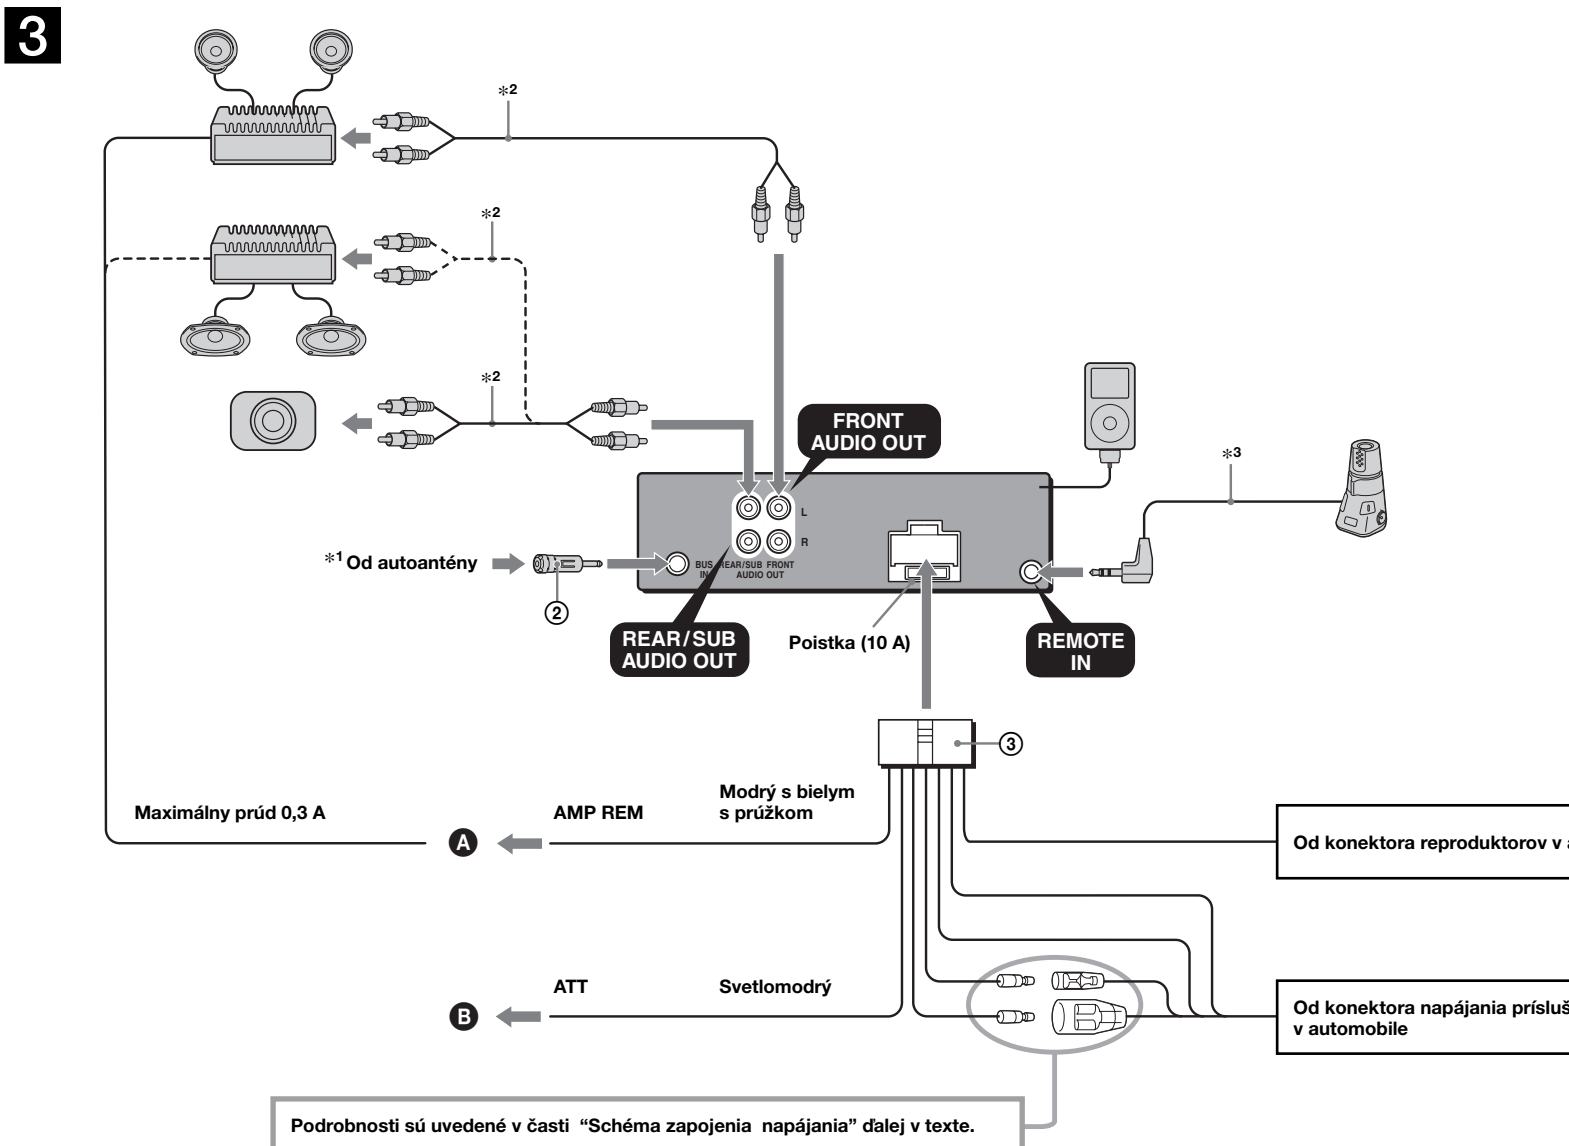 3
*2
*2
*2
FRONT
AUDIO OUT
*3
L
R
*1 Od autoantény
BUS
IN
REAR/SUB FRONT
AUDIO OUT
2
REAR/SUB
AUDIO OUT
Poistka (10 A)
REMOTE
IN
3
Maximálny prúd 0,3 A
A
AMP REM
Modrý s bielym
s prúžkom
Od konektora reproduktorov v a
B
ATT
Svetlomodrý
Od konektora napájania prísluš
v automobile
Podrobnosti sú uvedené v časti “Schéma zapojenia napájania” ďalej v texte.